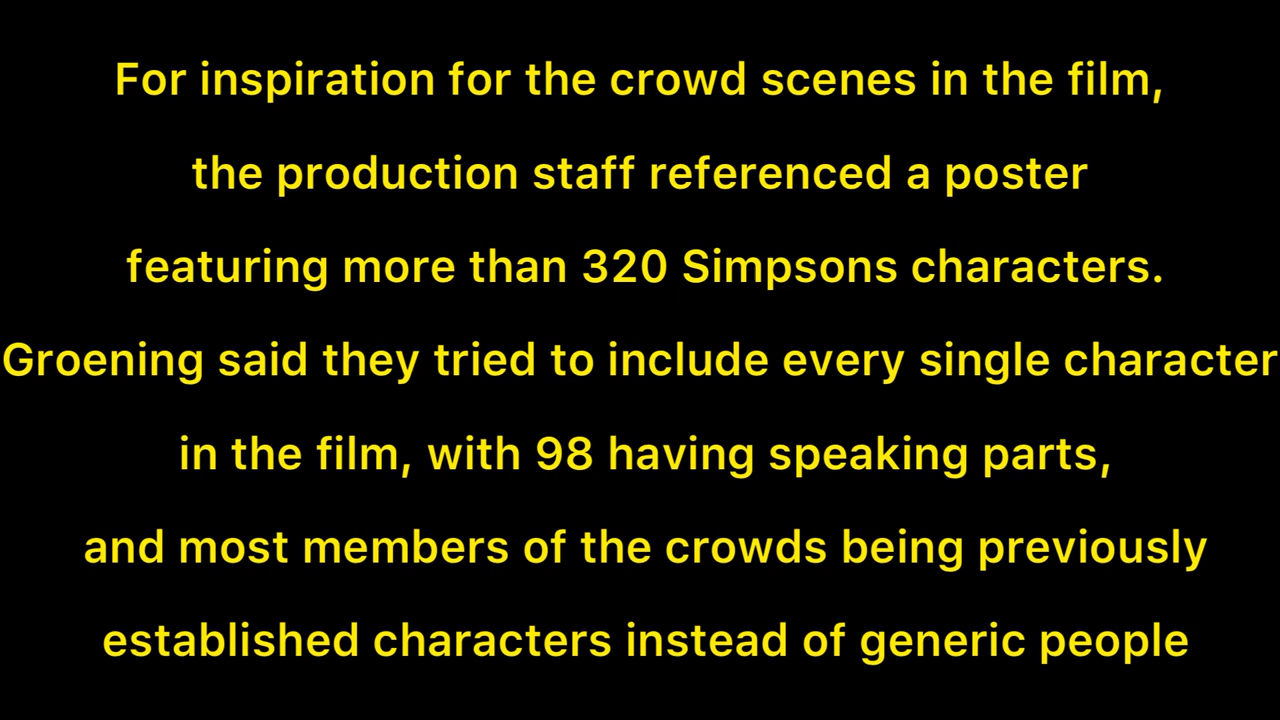 For inspiration for the crowd scenes in the film,
the production staff referenced a poster
featuring more than 320 Simpsons characters.
Groening said they tried to include every single character
in the film, with 98 having speaking parts,
and most members of the crowds being previously
established characters instead of generic people